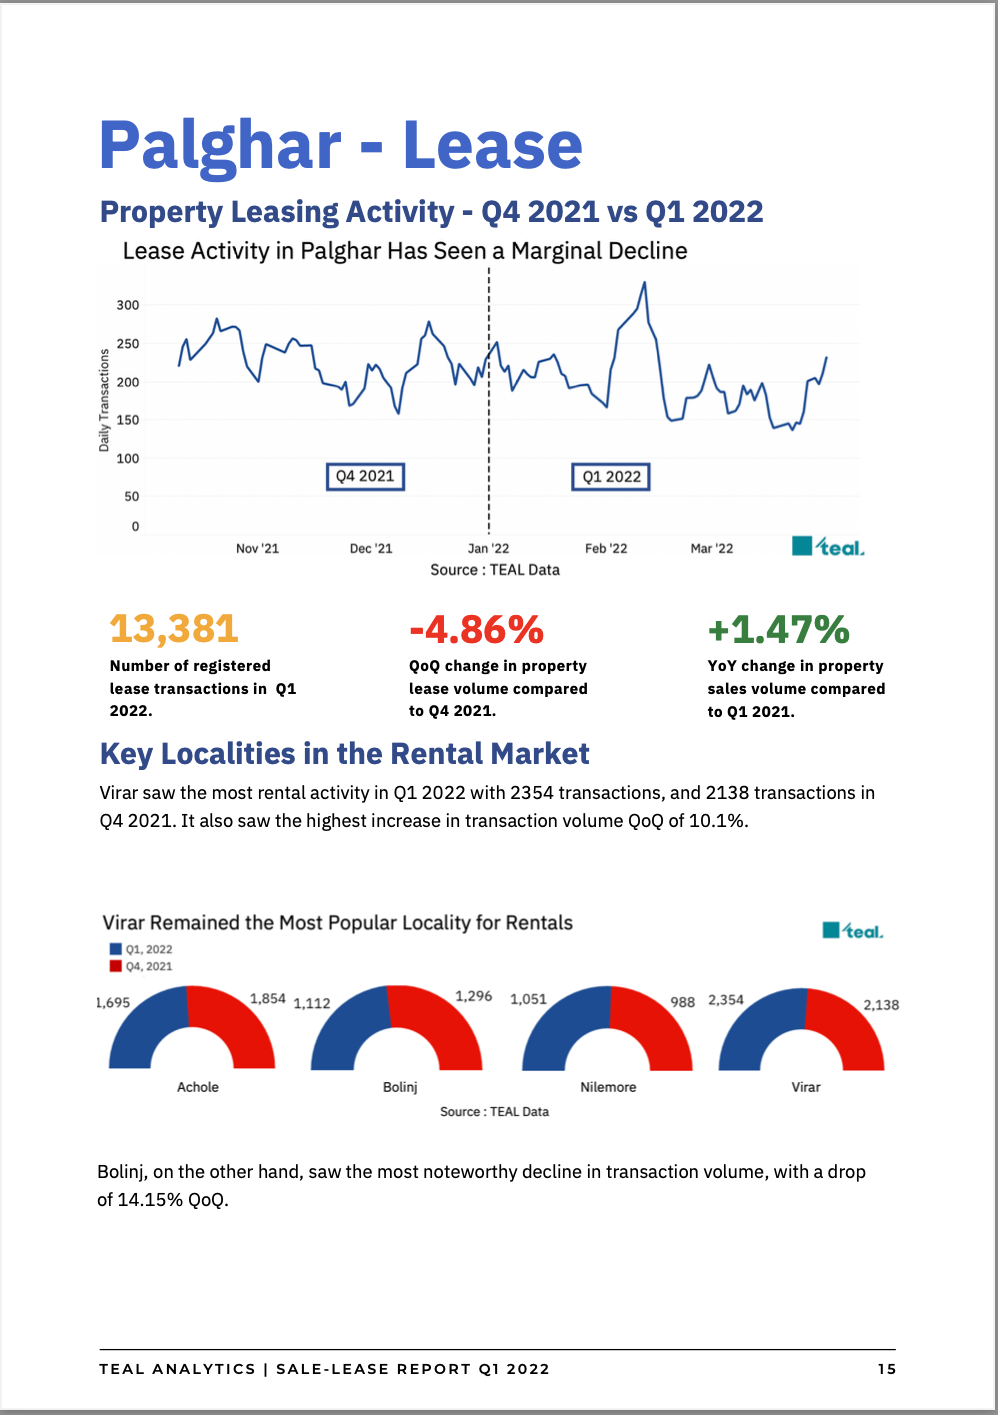 Palghar - Lease
Property Leasing Activity - Q4 2021 vs Q1 2022
Lease Activity in Palghar Has Seen a Marginal Decline
Daily Transactions
300
250
200
150
100
50
0
Q4 2021
Q1 2022
Nov '21
Dec '21
Jan '22
Feb '22
Mar '22
teal.
Source : TEAL Data
13,381
Number of registered
lease transactions in Q1
2022.
-4.86%
QoQ change in property
lease volume compared
to Q4 2021.
+1.47%
YoY change in property
sales volume compared
to Q1 2021.
Key Localities in the Rental Market
Virar saw the most rental activity in Q1 2022 with 2354 transactions, and 2138 transactions in
Q4 2021. It also saw the highest increase in transaction volume QoQ of 10.1%.
Virar Remained the Most Popular Locality for Rentals
teal.
Q1, 2022
Q4, 2021
1,695
1,854
Achole
1,112
1,296
Bolinj
1,051
988
Nilemore
2,354
2,138
Virar
Source : TEAL Data
Bolinj, on the other hand, saw the most noteworthy decline in transaction volume, with a drop
of 14.15% QoQ.
TEAL ANALYTICS | SALE-LEASE REPORT Q1 2022
15